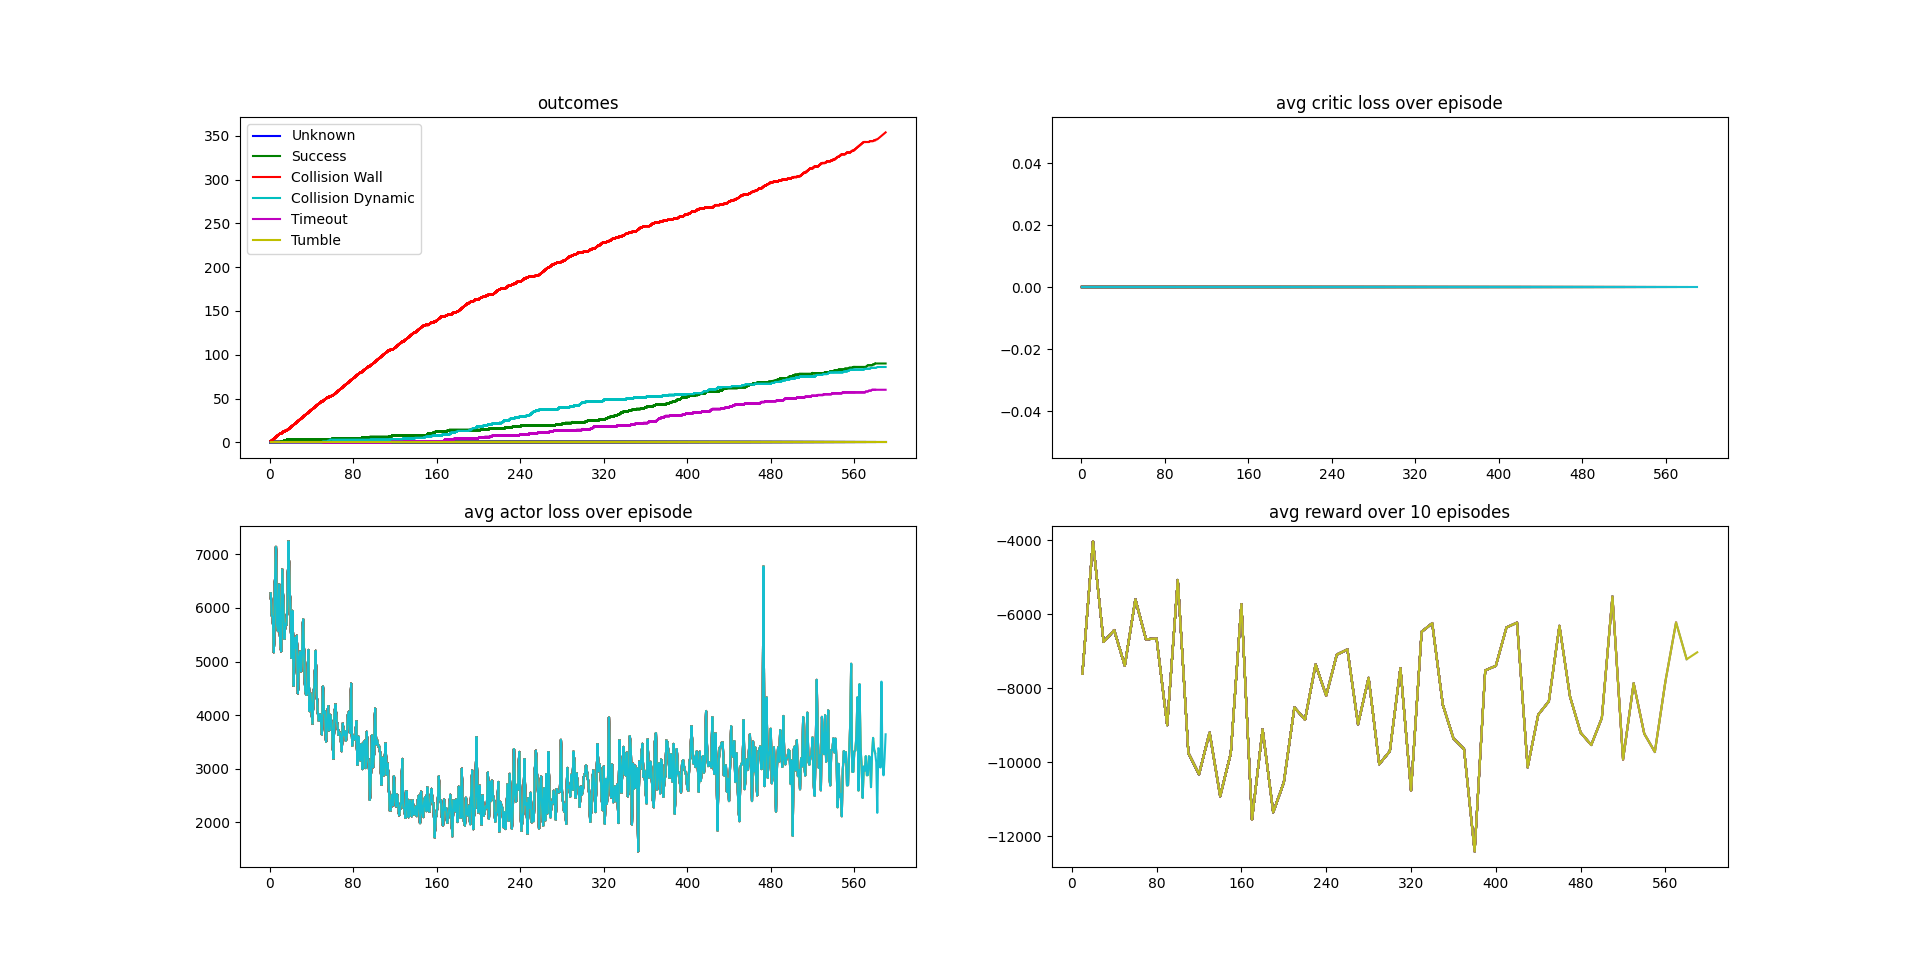 outcomes
350
300
250
200
150
100
50
0
Unknown
Success
Collision Wall
Collision Dynamic
Timeout
Tumble
0 80 160 240 320 400 480 560
avg critic loss over episode
0.04
0.02
0.00
−0.02
−0.04
0 80 160 240 320 400 480 560
avg actor loss over episode
7000
6000
5000
4000
3000
2000
0 80 160 240 320 400 480 560
avg reward over 10 episodes
−4000
−6000
−8000
−10000
−12000
0 80 160 240 320 400 480 560